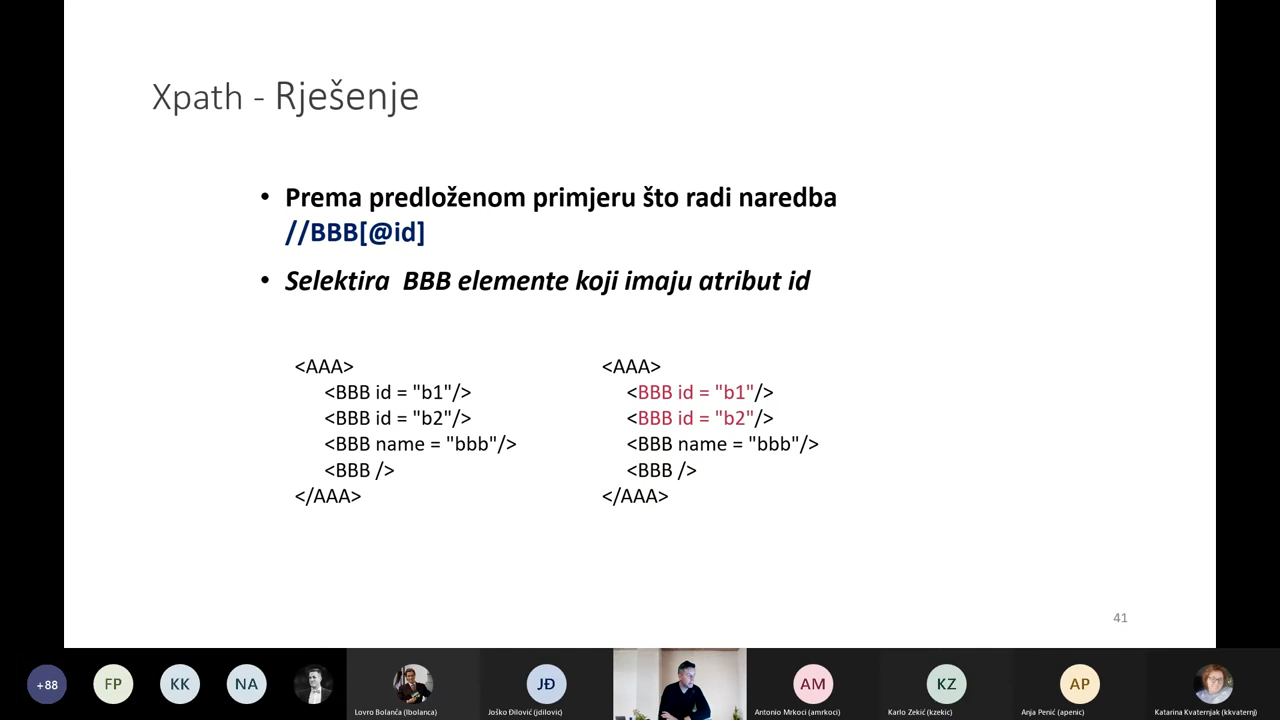 Xpath - Rješenje
• Prema predloženom primjeru što radi naredba
//BBB[@id]
• Selektira BBB elemente koji imaju atribut id
<AAA>
<BBB id = "b1"/>
<BBB id = "b2"/>
<BBB name = "bbb"/>
<BBB />
</AAA>
<AAA>
<BBB id = "b1"/>
<BBB id = "b2"/>
<BBB name = "bbb"/>
<BBB />
</AAA>
41
+88
FP
KK
NA
Lovro Bolanča (lbolanca)
JĐ
Joško Đilović (jdilovic)
AM
Antonio Mrkoci (amrkoci)
KZ
Karlo Zekić (kzekic)
AP
Anja Penić (apenic)
Katarina Kvaternjak (kkvaternj)